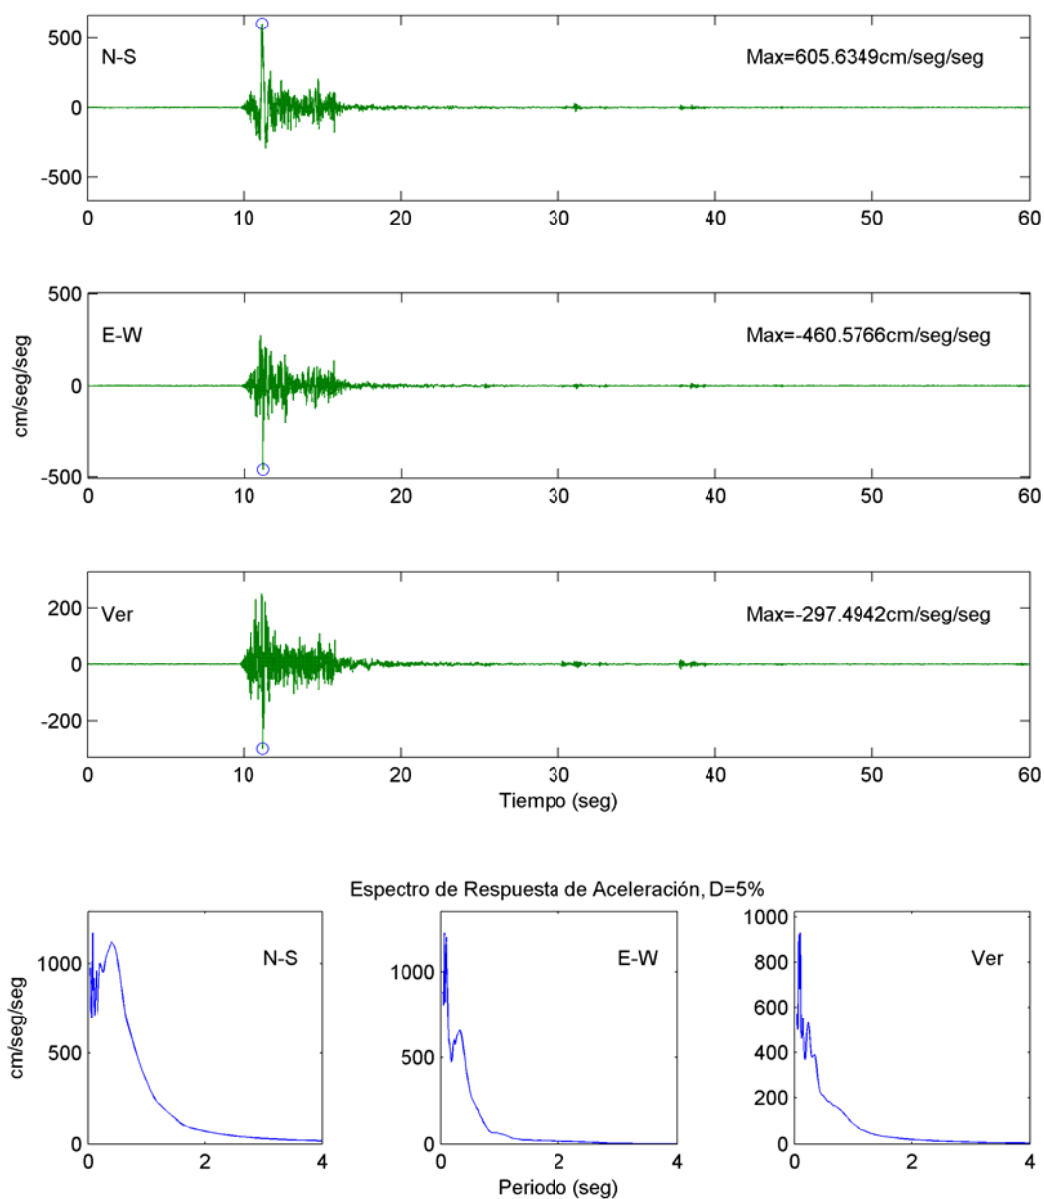 500
N-S
Max=605.6349cm/seg/seg
0
-500
0 10 20 30 40 50 60
500
E-W
Max=-460.5766cm/seg/seg
0
cm/seg/seg
-500
0 10 20 30 40 50 60
200
Ver
Max=-297.4942cm/seg/seg
0
-200
0 10 20 30 40 50 60
Tiempo (seg)
Espectro de Respuesta de Aceleración, D=5%
1000
N-S
500
0
cm/seg/seg
0 2 4
1000
E-W
500
0
0 2 4
Periodo (seg)
1000
Ver
800
600
400
200
0
0 2 4